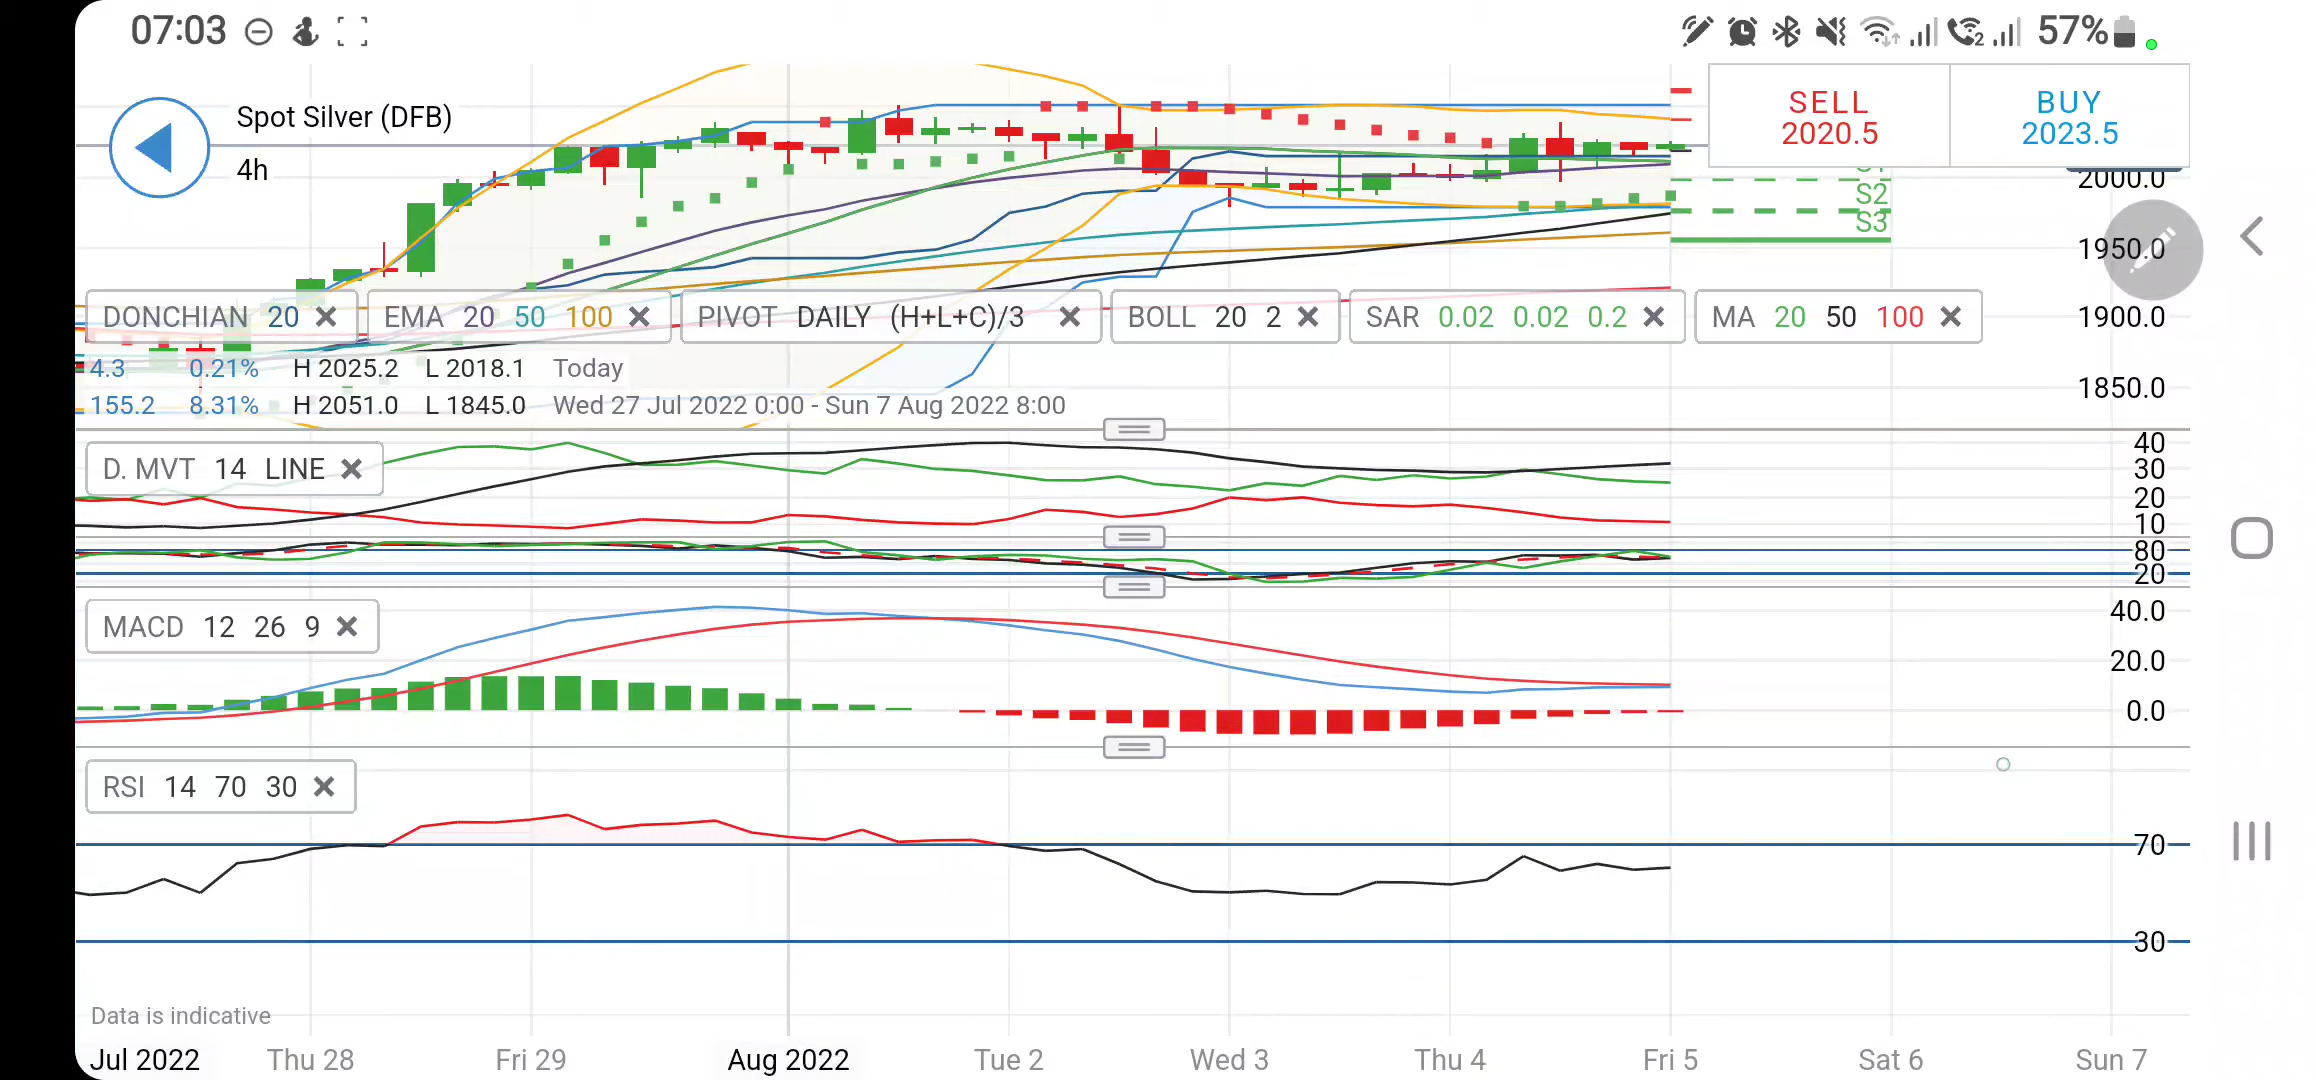 07:03 57%
Spot Silver (DFB)
4h
SELL BUY
2020.5 2023.5
2000.0
S2
S3
1950.0
DONCHIAN 20 EMA 20 50 100 PIVOT DAILY (H+L+C)/3 BOLL 20 2 SAR 0.02 0.02 0.2 MA 20 50 100
1900.0
4.3 0.21% H 2025.2 L 2018.1 Today
1850.0
155.2 8.31% H 2051.0 L 1845.0 Wed 27 Jul 2022 0:00 - Sun 7 Aug 2022 8:00
40
D. MVT 14 LINE
30
20
10
80
20
MACD 12 26 9
40.0
20.0
0.0
RSI 14 70 30
70
30
Data is indicative
Jul 2022 Thu 28 Fri 29 Aug 2022 Tue 2 Wed 3 Thu 4 Fri 5 Sat 6 Sun 7